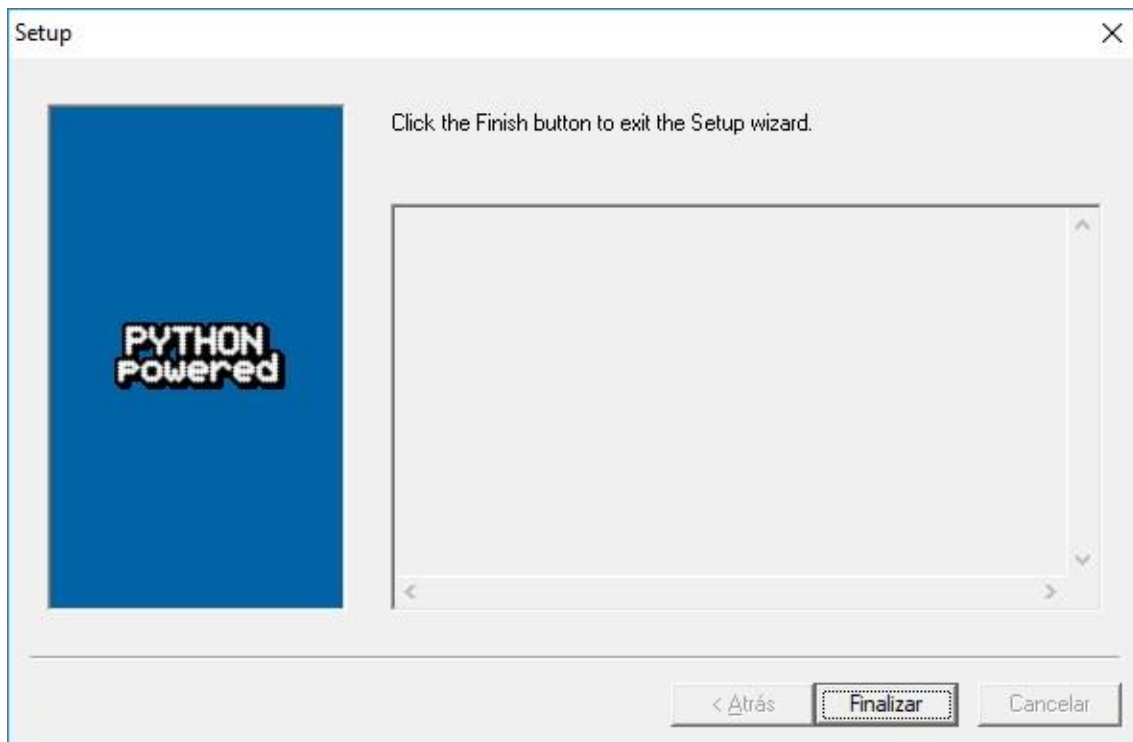 Setup
Click the Finish button to exit the Setup wizard.
PYTHON
powered
< Atrás
Finalizar
Cancelar